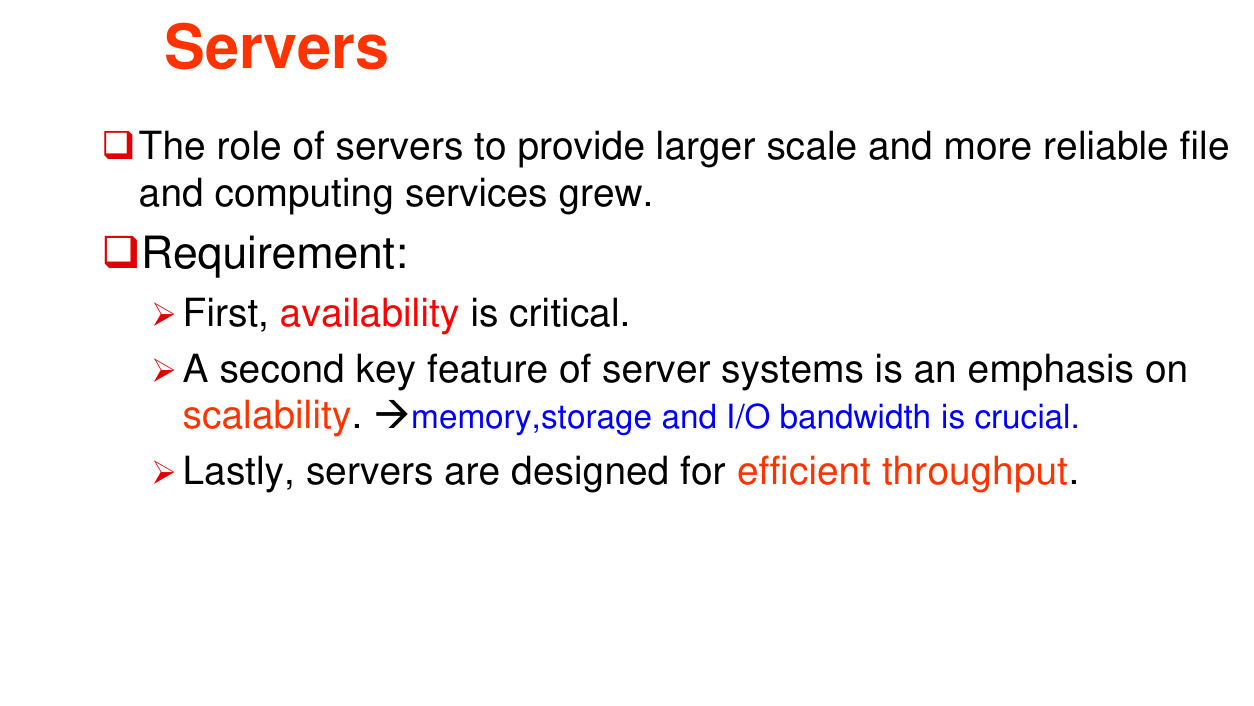 Servers
❑The role of servers to provide larger scale and more reliable file
and computing services grew.
❑Requirement:
➢First, availability is critical.
➢A second key feature of server systems is an emphasis on
scalability. →memory,storage and I/O bandwidth is crucial.
➢Lastly, servers are designed for efficient throughput.